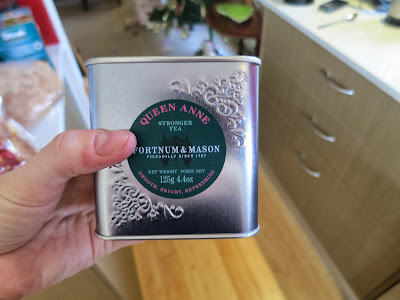 QUEEN ANNE
STRONGER
TEA
FORTNUM & MASON
PICCADILLY SINCE 1707
NET WEIGHT POIDS NET
125g 4.4oz
SMOOTH, BRIGHT, REFRESHING
Dilmah